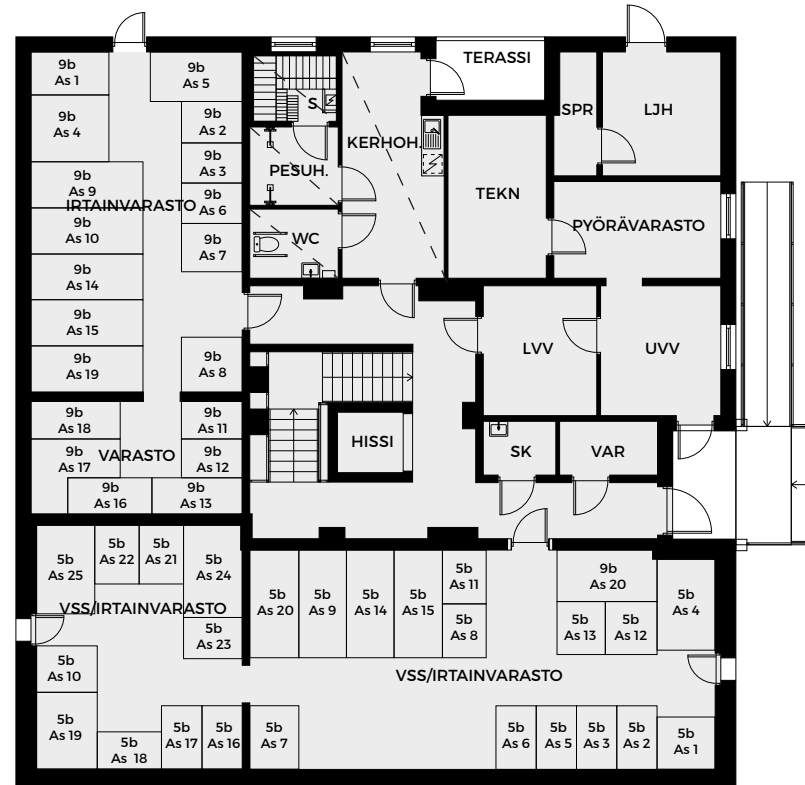 TERASSI
9b
As 1
9b
As 5
S
SPR
LJH
9b
As 4
9b
As 2
KERHOH.
9b
As 3
PESUH.
TEKN
9b
As 9
9b
As 6
IRTAINVARASTO
PYÖRÄVARASTO
9b
As 10
9b
As 7
WC
9b
As 14
9b
As 15
9b
As 19
9b
As 8
LVV
UVV
9b
As 18
9b
As 11
HISSI
9b
As 17
VARASTO
9b
As 12
SK
VAR
9b
As 16
9b
As 13
5b
As 25
5b
As 22
5b
As 21
5b
As 24
5b
As 20
5b
As 9
5b
As 14
5b
As 15
5b
As 11
9b
As 20
5b
As 4
VSS/IRTAINVARASTO
5b
As 23
5b
As 8
5b
As 13
5b
As 12
5b
As 10
VSS/IRTAINVARASTO
5b
As 19
5b
As 18
5b
As 17
5b
As 16
5b
As 7
5b
As 6
5b
As 5
5b
As 3
5b
As 2
5b
As 1